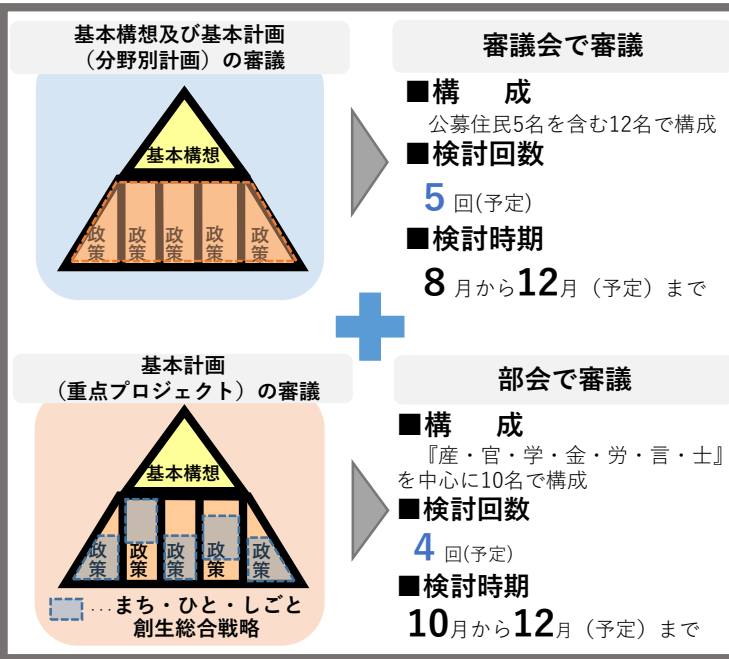 基本構想及び基本計画
（分野別計画）の審議
基本構想
政策
政策
政策
政策
政策
審議会で審議
■構　成
公募住民5名を含む12名で構成
■検討回数
5 回(予定)
■検討時期
8 月から12月（予定）まで
基本計画
（重点プロジェクト）の審議
基本構想
政策
政策
政策
政策
政策
…まち・ひと・しごと
創生総合戦略
部会で審議
■構　成
『産・官・学・金・労・言・士』
を中心に10名で構成
■検討回数
4 回(予定)
■検討時期
10月から12月（予定）まで